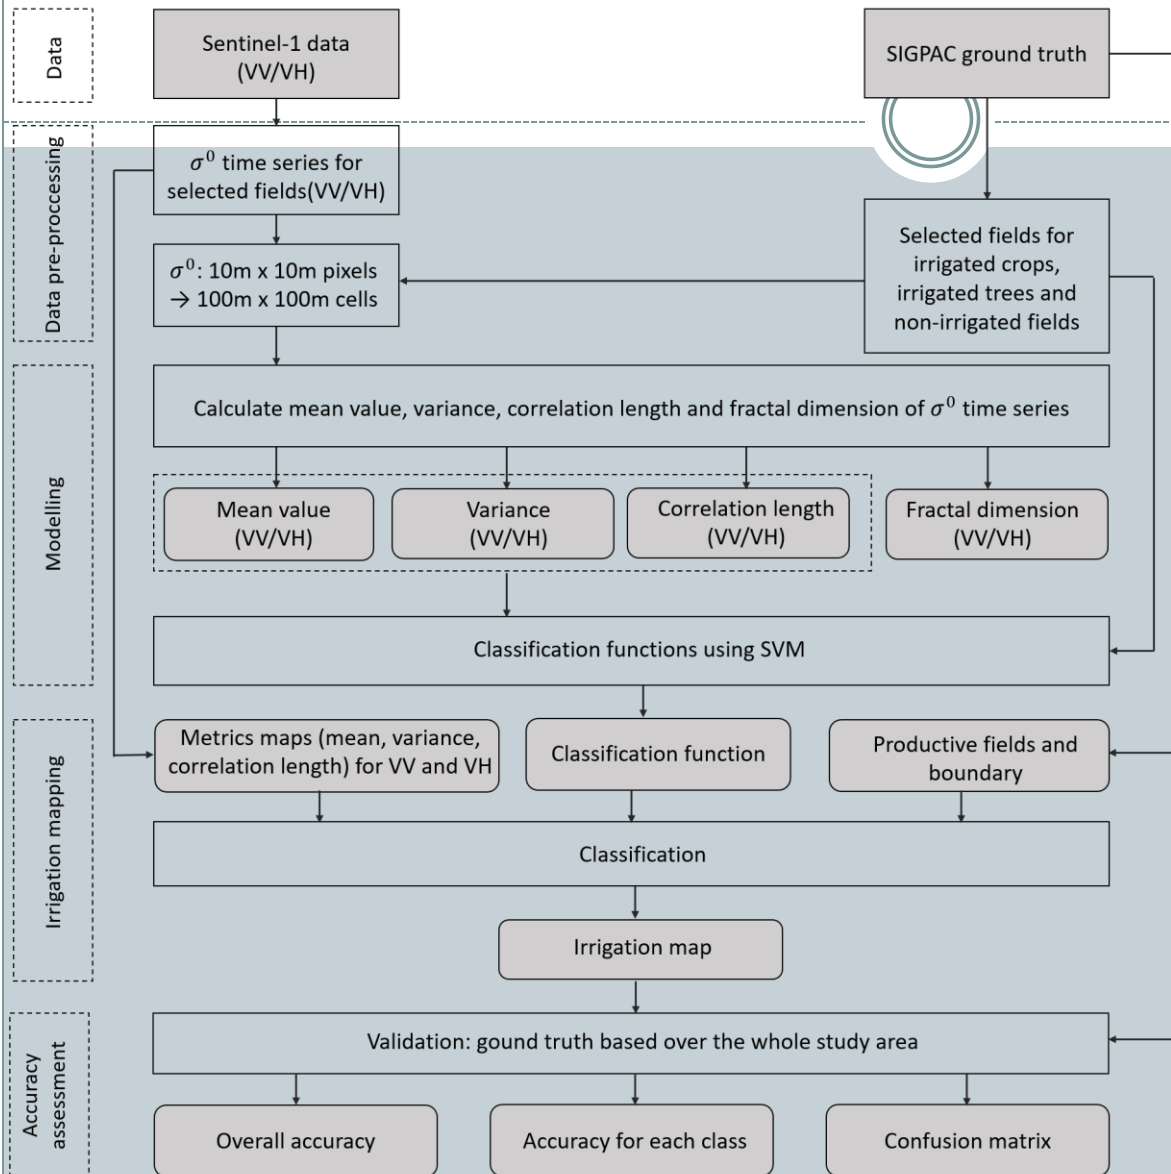 Data
Sentinel-1 data
(VV/VH)
SIGPAC ground truth
Data pre-proccessing
σ⁰ time series for
selected fields(VV/VH)
σ⁰: 10m x 10m pixels
→ 100m x 100m cells
Selected fields for
irrigated crops,
irrigated trees and
non-irrigated fields
Modelling
Calculate mean value, variance, correlation length and fractal dimension of σ⁰ time series
Mean value
(VV/VH)
Variance
(VV/VH)
Correlation length
(VV/VH)
Fractal dimension
(VV/VH)
Classification functions using SVM
Irrigation mapping
Metrics maps (mean, variance,
correlation length) for VV and VH
Classification function
Productive fields and
boundary
Classification
Irrigation map
Accuracy
assessment
Validation: gound truth based over the whole study area
Overall accuracy
Accuracy for each class
Confusion matrix